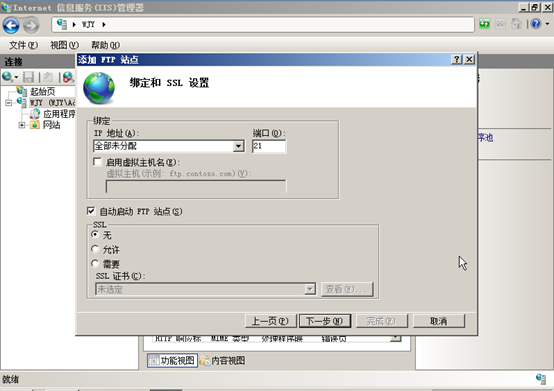 Internet 信息服务(IIS)管理器
WJY
文件(F) 视图(V) 帮助(H)
连接
起始页
WJY (WJY\Ad
应用程序
网站
添加 FTP 站点
绑定和 SSL 设置
绑定
IP 地址(A): 端口(O):
全部未分配 21
启用虚拟主机名(E):
虚拟主机(示例: ftp.contoso.com)(V):
自动启动 FTP 站点(S)
SSL
无
允许
需要
SSL 证书(C):
未选定 查看(V)...
上一页(P) 下一步(N) 完成(F) 取消
序池
HTTP 响应标 MIME 类型 处理程序映 错误页
功能视图 内容视图
就绪